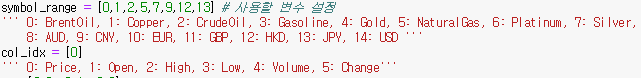 symbol_range = [0,1,2,5,7,9,12,13] # 사용할 변수 설정
''' 0: BrentOil, 1: Copper, 2: CrudeOil, 3: Gasoline, 4: Gold, 5: NaturalGas, 6: Platinum, 7: Silver,
8: AUD, 9: CNY, 10: EUR, 11: GBP, 12: HKD, 13: JPY, 14: USD '''
col_idx = [0]
''' 0: Price, 1: Open, 2: High, 3: Low, 4: Volume, 5: Change'''